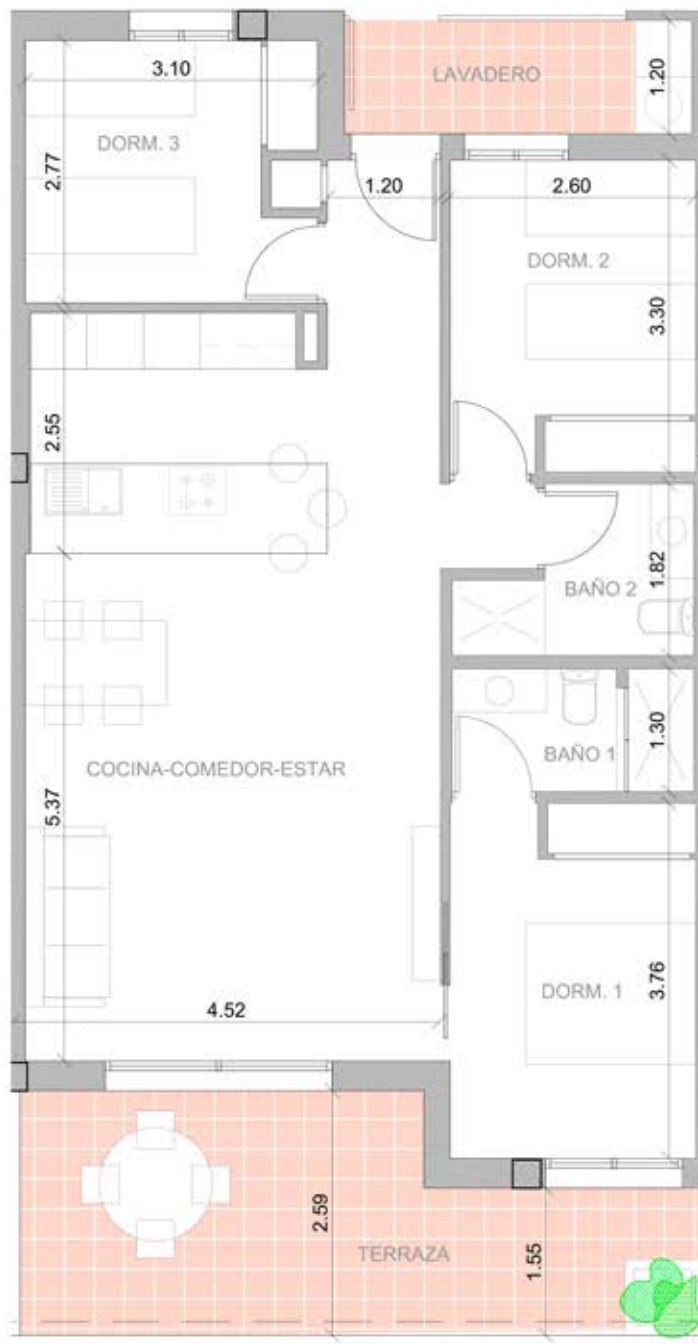 3.10
LAVADERO
1.20
DORM. 3
2.77
1.20
2.60
DORM. 2
3.30
2.55
1.82
BAÑO 2
1.30
BAÑO 1
COCINA-COMEDOR-ESTAR
5.37
3.76
DORM. 1
4.52
2.59
1.55
TERRAZA